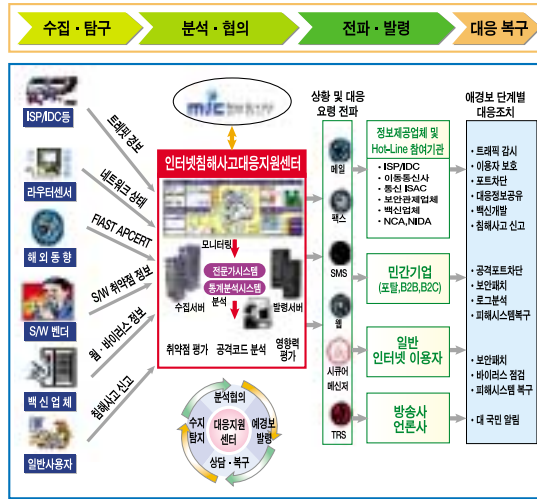 수집·탐구
분석·협의
전파·발령
대응 복구
ISP/IDC등
라우터센서
해외동향
S/W 벤더
백신업체
일반사용자
트래픽 경보
네트워크 상태
FIAST APCERT
S/W 취약점 정보
웜·바이러스 정보
침해사고 신고
mic
인터넷침해사고대응지원센터
모니터링
전문가시스템
통계분석시스템
분석
수집서버
발령서버
취약점 평가
공격코드 분석
영향력
평가
분석협의
수지
탐지
대응지원
센터
애경보
발령
상담·복구
상황 및 대응
요령 전파
메일
팩스
SMS
웹
시큐어
메신저
TRS
정보제공업체 및
Hot-Line 참여기관
·ISP/IDC
·이동통신사
·통신 ISAC
·보안관제업체
·백신업체
·NCA,NIDA
민간기업
(포탈,B2B,B2C)
일반
인터넷 이용자
방송사
언론사
애경보 단계별
대응조치
·트래픽 감시
·이용자 보호
·포트차단
·대응정보공유
·백신개발
·침해사고 신고
·공격포트차단
·보안패치
·로그분석
·피해시스템복구
·보안패치
·바이러스 점검
·피해시스템 복구
·대 국민 알림